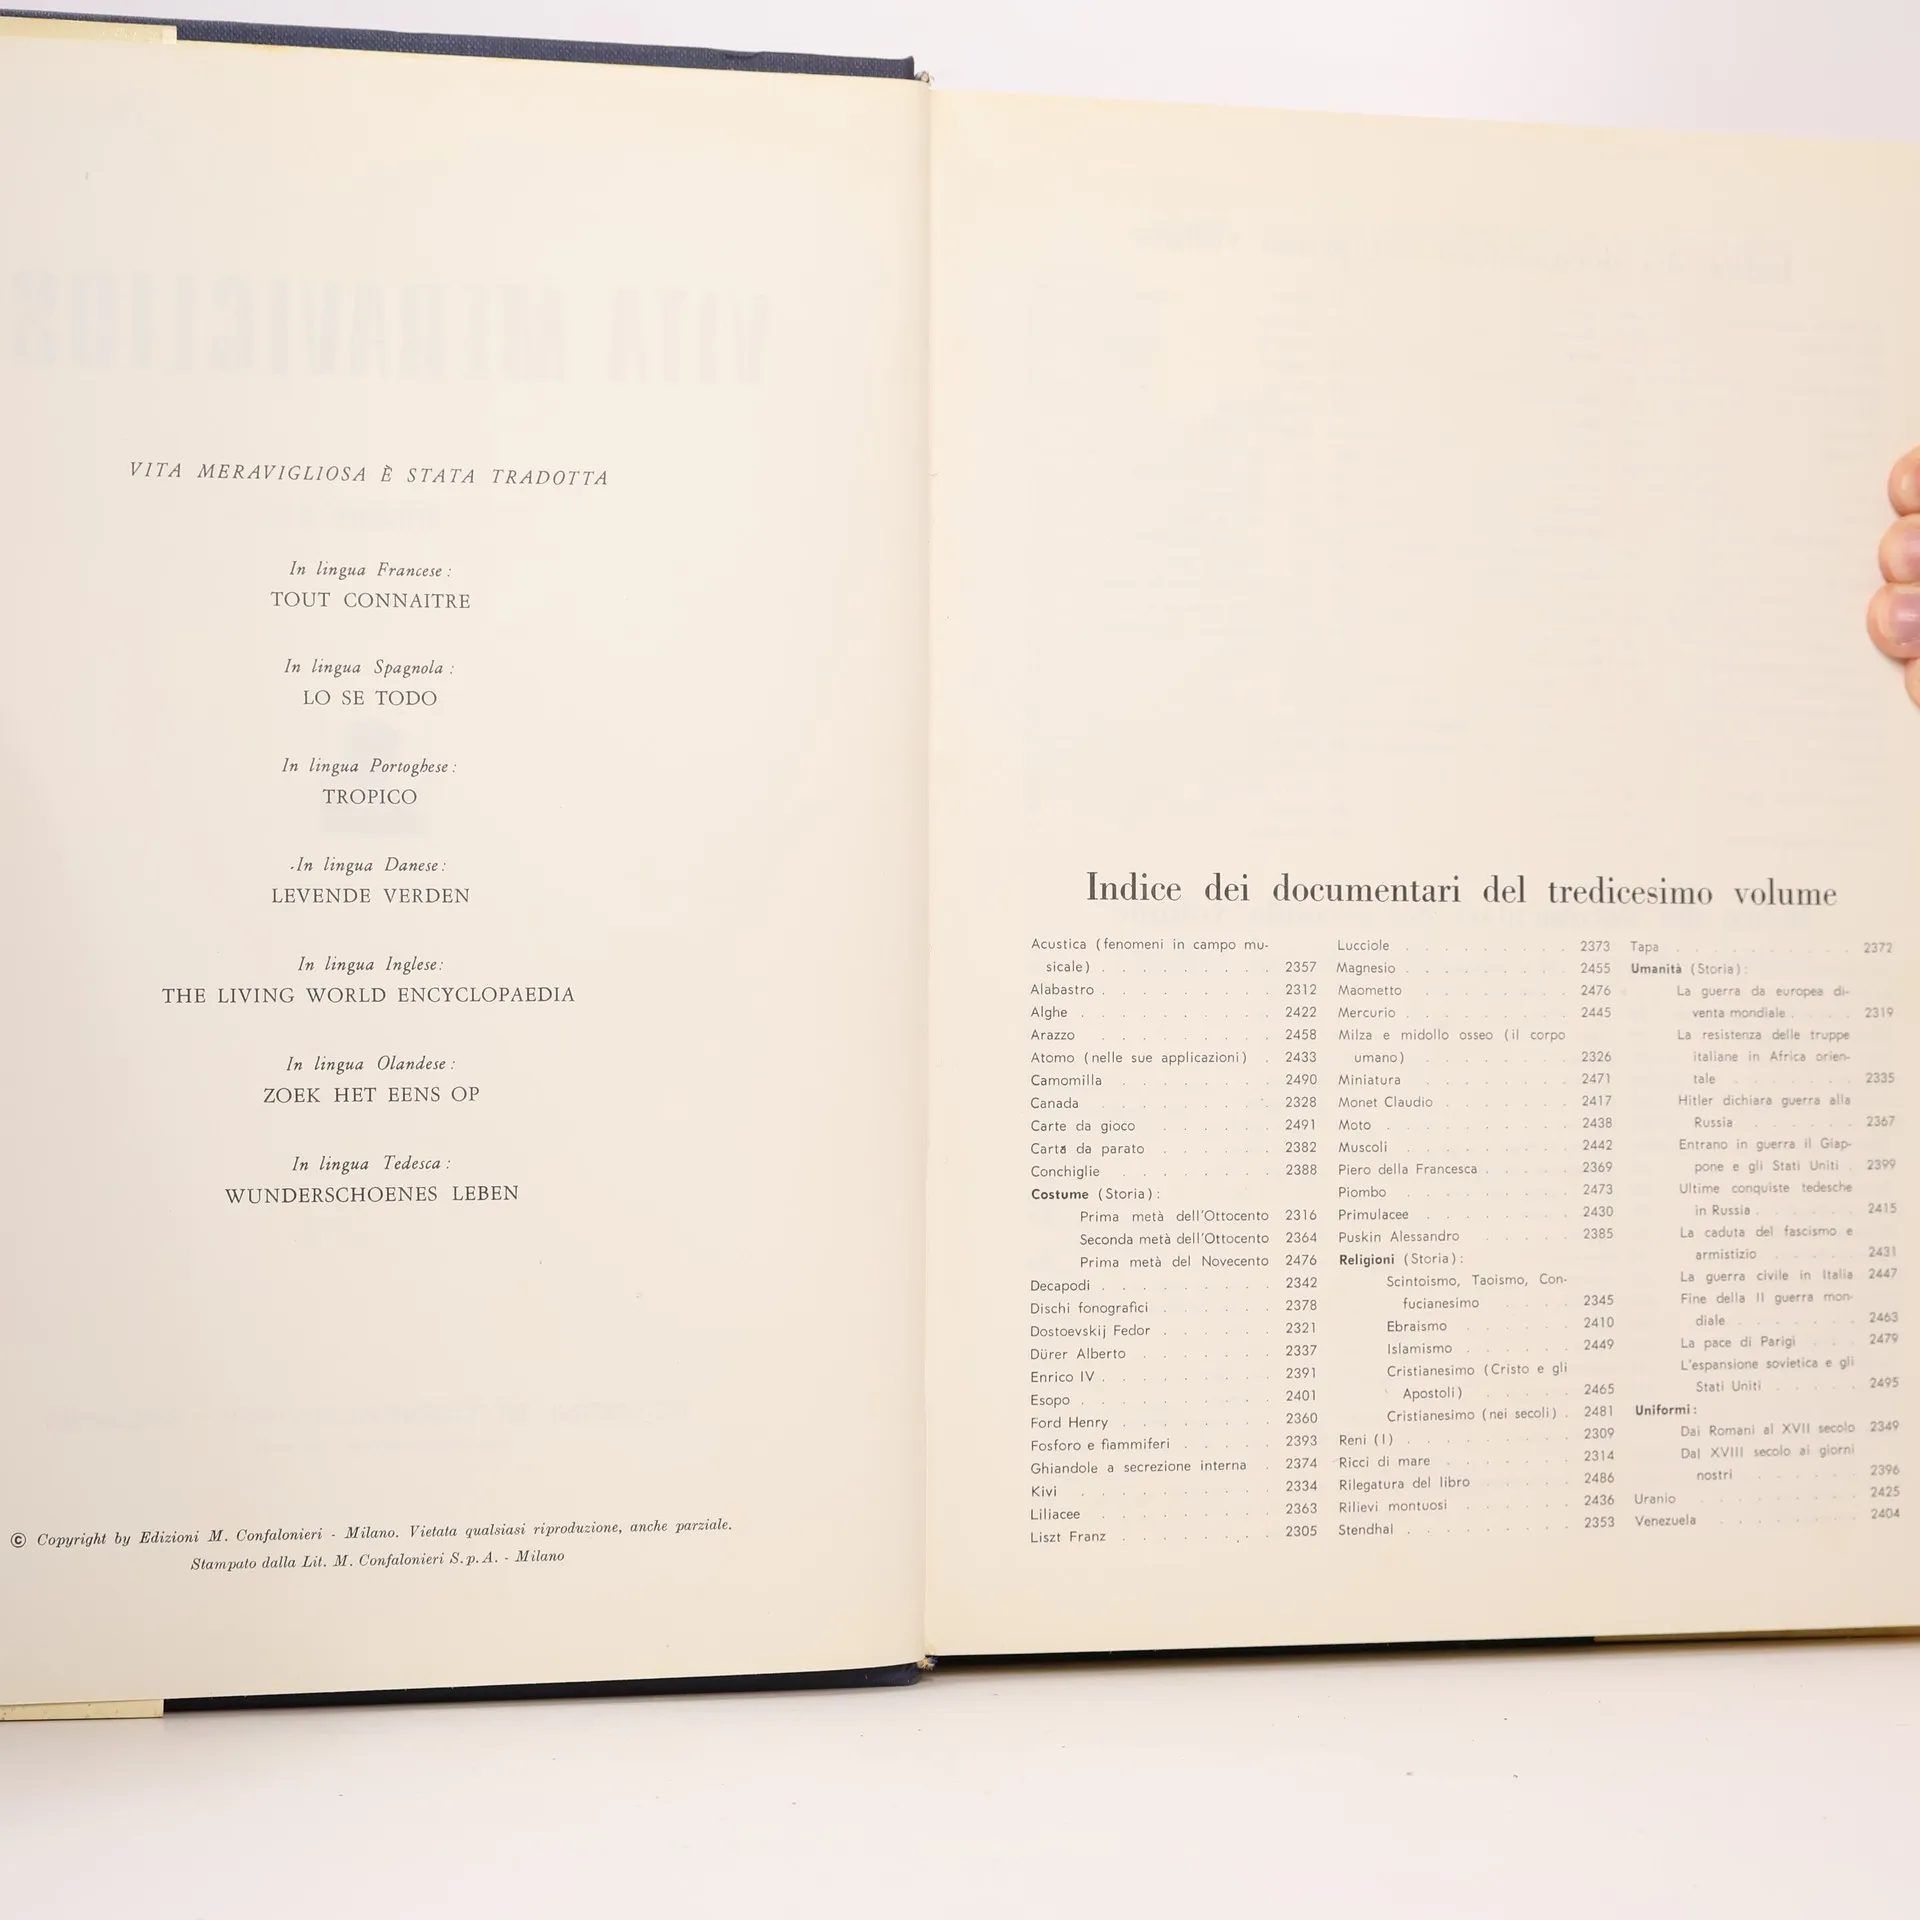 VITA MERAVIGLIOSA È STATA TRADOTTA
In lingua Francese:
TOUT CONNAITRE
In lingua Spagnola:
LO SE TODO
In lingua Portoghese:
TROPICO
In lingua Danese:
LEVENDE VERDEN
In lingua Inglese:
THE LIVING WORLD ENCYCLOPAEDIA
In lingua Olandese:
ZOEK HET EENS OP
In lingua Tedesca:
WUNDERSCHOENES LEBEN
© Copyright by Edizioni M. Confalonieri - Milano. Vietata qualsiasi riproduzione, anche parziale.
Stampato dalla Lit. M. Confalonieri S.p.A. - Milano
Indice dei documentari del tredicesimo volume
Acustica (fenomeni in campo mu-
sicale) . . . . . . . . . 2357
Alabastro . . . . . . . . 2312
Alghe . . . . . . . . . 2422
Arazzo . . . . . . . . . 2458
Atomo (nelle sue applicazioni) . 2433
Camomilla . . . . . . . 2490
Canada . . . . . . . . 2328
Carte da gioco . . . . . . 2491
Carta da parato . . . . . . 2382
Conchiglie . . . . . . . 2388
Costume (Storia):
Prima metà dell'Ottocento 2316
Seconda metà dell'Ottocento 2364
Prima metà del Novecento 2476
Decapodi . . . . . . . . 2342
Dischi fonografici . . . . . . 2378
Dostoevskij Fedor . . . . . . 2321
Dürer Alberto . . . . . . . 2337
Enrico IV . . . . . . . . 2391
Esopo . . . . . . . . . 2401
Ford Henry . . . . . . . 2360
Fosforo e fiammiferi . . . . . 2393
Ghiandole a secrezione interna . 2374
Kivi . . . . . . . . . 2334
Liliacee . . . . . . . . 2363
Liszt Franz . . . . . . . 2305
Lucciole . . . . . . . . 2373
Magnesio . . . . . . . . 2455
Maometto . . . . . . . 2476
Mercurio . . . . . . . . 2445
Milza e midollo osseo (il corpo
umano) . . . . . . . 2326
Miniatura . . . . . . . 2471
Monet Claudio . . . . . . 2417
Moto . . . . . . . . . 2438
Muscoli . . . . . . . . 2442
Piero della Francesca . . . . 2369
Piombo . . . . . . . . 2473
Primulacee . . . . . . . 2430
Puskin Alessandro . . . . . 2385
Religioni (Storia):
Scintoismo, Taoismo, Con-
fucianesimo . . . . 2345
Ebraismo . . . . . . 2410
Islamismo . . . . . . 2449
Cristianesimo (Cristo e gli
Apostoli) . . . . . 2465
Cristianesimo (nei secoli) . 2481
Reni (I) . . . . . . . . 2309
Ricci di mare . . . . . . 2314
Rilegatura del libro . . . . . 2486
Rilievi montuosi . . . . . . 2436
Stendhal . . . . . . . . 2353
Tapa . . . . . . . . . 2372
Umanità (Storia):
La guerra da europea di-
venta mondiale . . . . 2319
La resistenza delle truppe
italiane in Africa orien-
tale . . . . . . . 2335
Hitler dichiara guerra alla
Russia . . . . . . 2367
Entrano in guerra il Giap-
pone e gli Stati Uniti . 2399
Ultime conquiste tedesche
in Russia . . . . . 2415
La caduta del fascismo e
armistizio . . . . . 2431
La guerra civile in Italia 2447
Fine della II guerra mon-
diale . . . . . . . 2463
La pace di Parigi . . . 2479
L'espansione sovietica e gli
Stati Uniti . . . . . 2495
Uniformi:
Dai Romani al XVII secolo 2349
Dal XVIII secolo ai giorni
nostri . . . . . . 2396
Uranio . . . . . . . . 2425
Venezuela . . . . . . . 2404